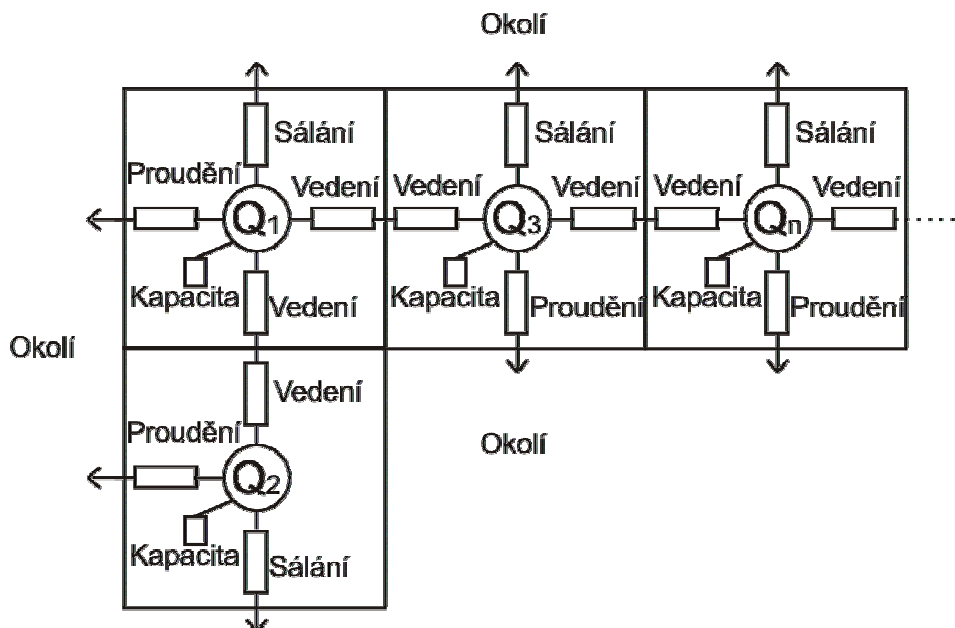 Okolí
Sálání
Sálání
Sálání
Proudění
Vedení
Vedení
Vedení
Vedení
Vedení
Q1
Q3
Qn
Kapacita
Vedení
Kapacita
Proudění
Kapacita
Proudění
Okolí
Vedení
Proudění
Okolí
Q2
Kapacita
Sálání